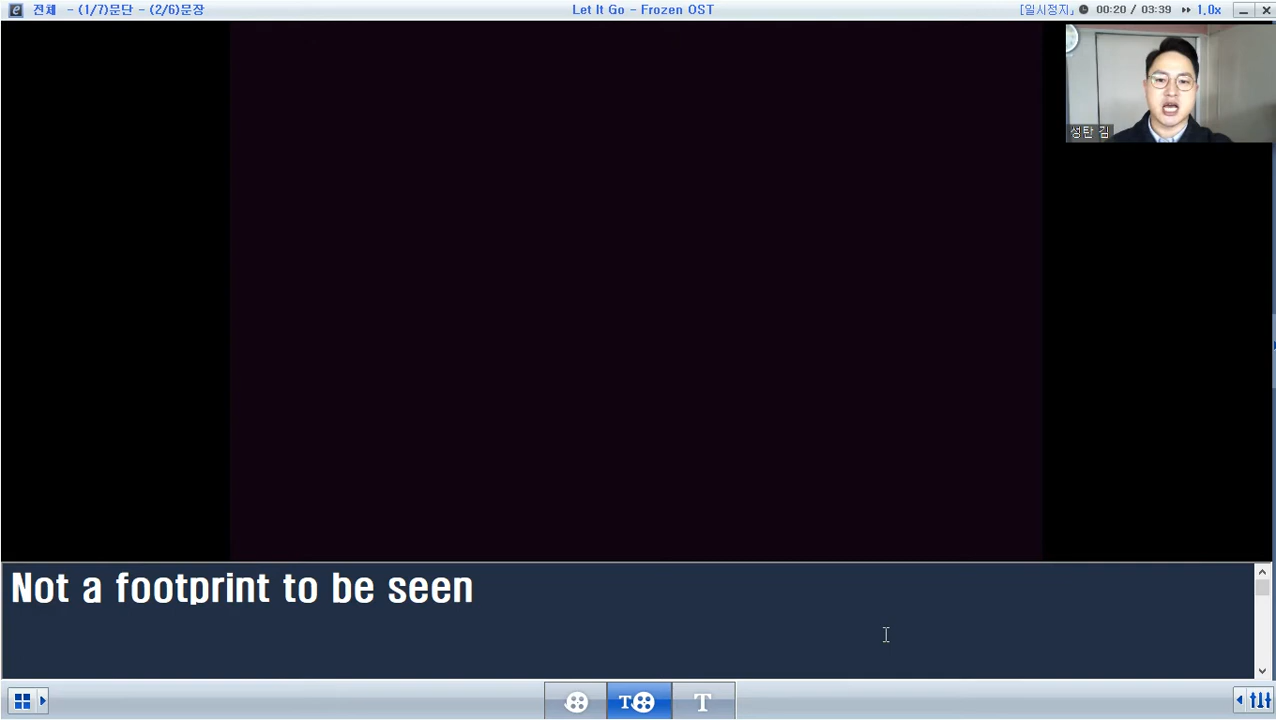 전체 - (1/7)문단 - (2/6)문장
Let It Go - Frozen OST
[일시정지」 00:20 / 03:39 1.0x
성탄 김
Not a footprint to be seen
T
T